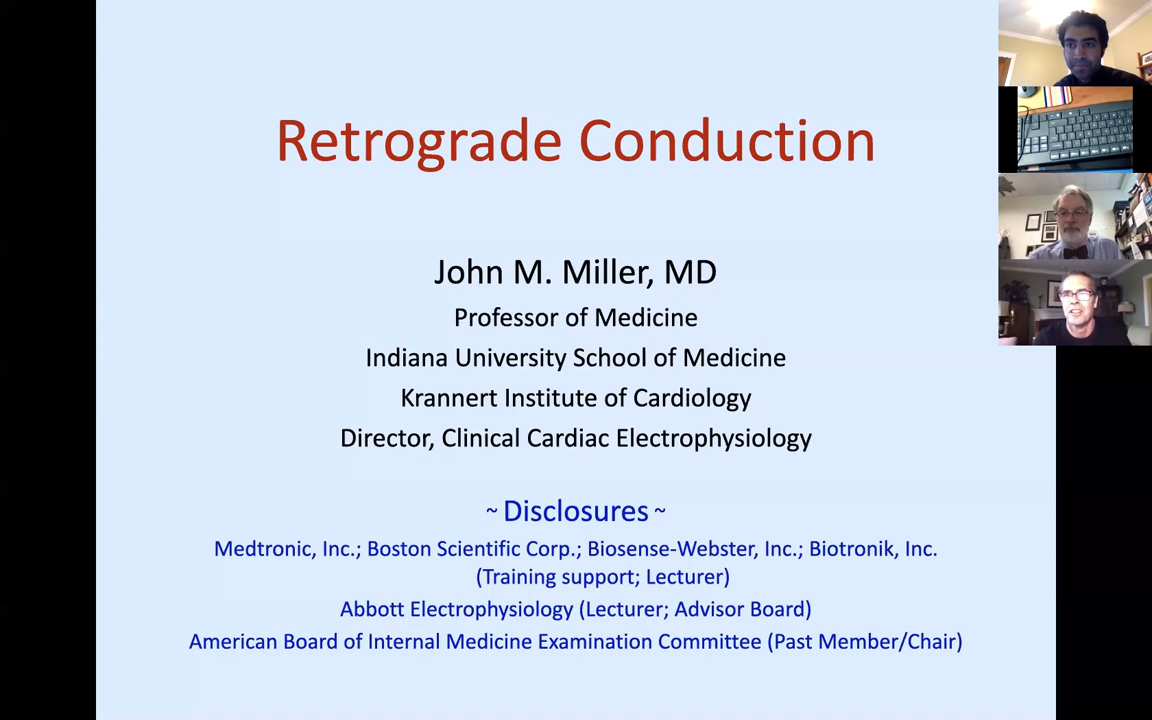 Retrograde Conduction
John M. Miller, MD
Professor of Medicine
Indiana University School of Medicine
Krannert Institute of Cardiology
Director, Clinical Cardiac Electrophysiology
~ Disclosures ~
Medtronic, Inc.; Boston Scientific Corp.; Biosense-Webster, Inc.; Biotronik, Inc.
(Training support; Lecturer)
Abbott Electrophysiology (Lecturer; Advisor Board)
American Board of Internal Medicine Examination Committee (Past Member/Chair)